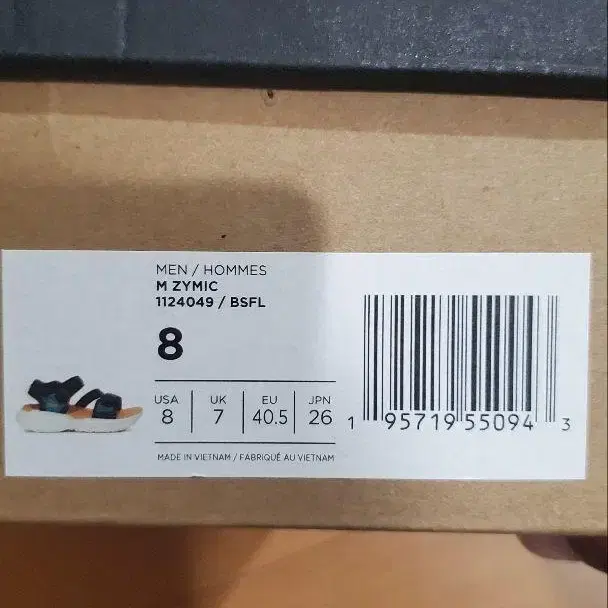 MEN / HOMMES
M ZYMIC
1124049 / BSFL
8
USA UK EU JPN
8 7 40.5 26
1 95719 55094 3
MADE IN VIETNAM / FABRIQUÉ AU VIETNAM